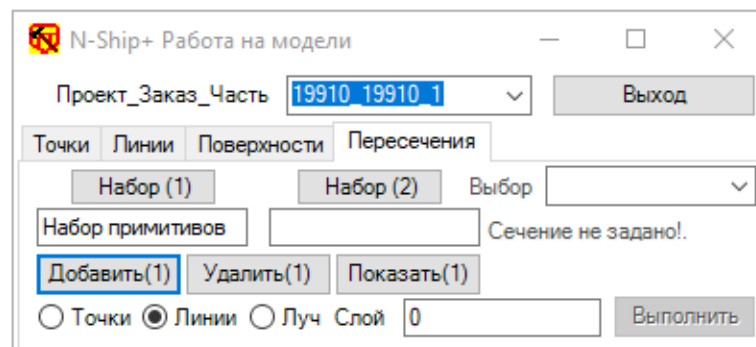 N-Ship+ Работа на модели
Проект_Заказ_Часть 19910_19910_1 Выход
Точки Линии Поверхности Пересечения
Набор (1) Набор (2) Выбор
Набор примитивов Сечение не задано!.
Добавить(1) Удалить(1) Показать(1)
Точки Линии Луч Слой 0 Выполнить